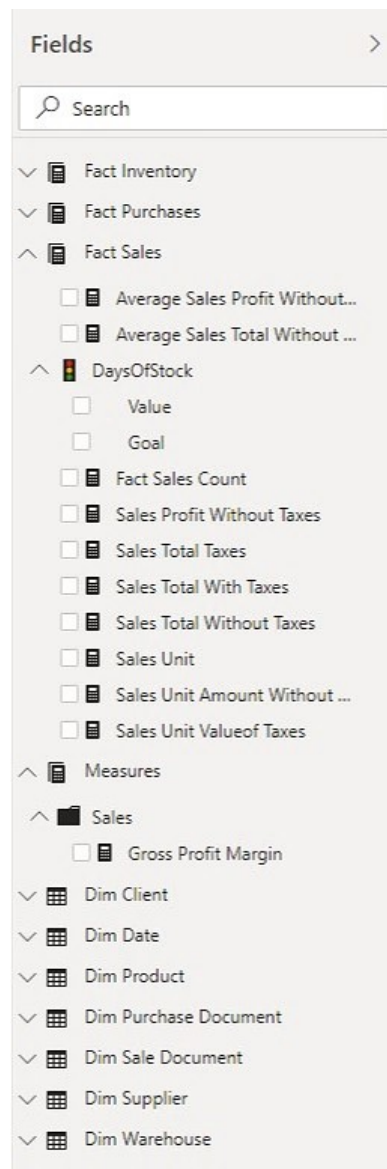 Fields
Search
Fact Inventory
Fact Purchases
Fact Sales
Average Sales Profit Without...
Average Sales Total Without ...
DaysOfStock
Value
Goal
Fact Sales Count
Sales Profit Without Taxes
Sales Total Taxes
Sales Total With Taxes
Sales Total Without Taxes
Sales Unit
Sales Unit Amount Without ...
Sales Unit Valueof Taxes
Measures
Sales
Gross Profit Margin
Dim Client
Dim Date
Dim Product
Dim Purchase Document
Dim Sale Document
Dim Supplier
Dim Warehouse